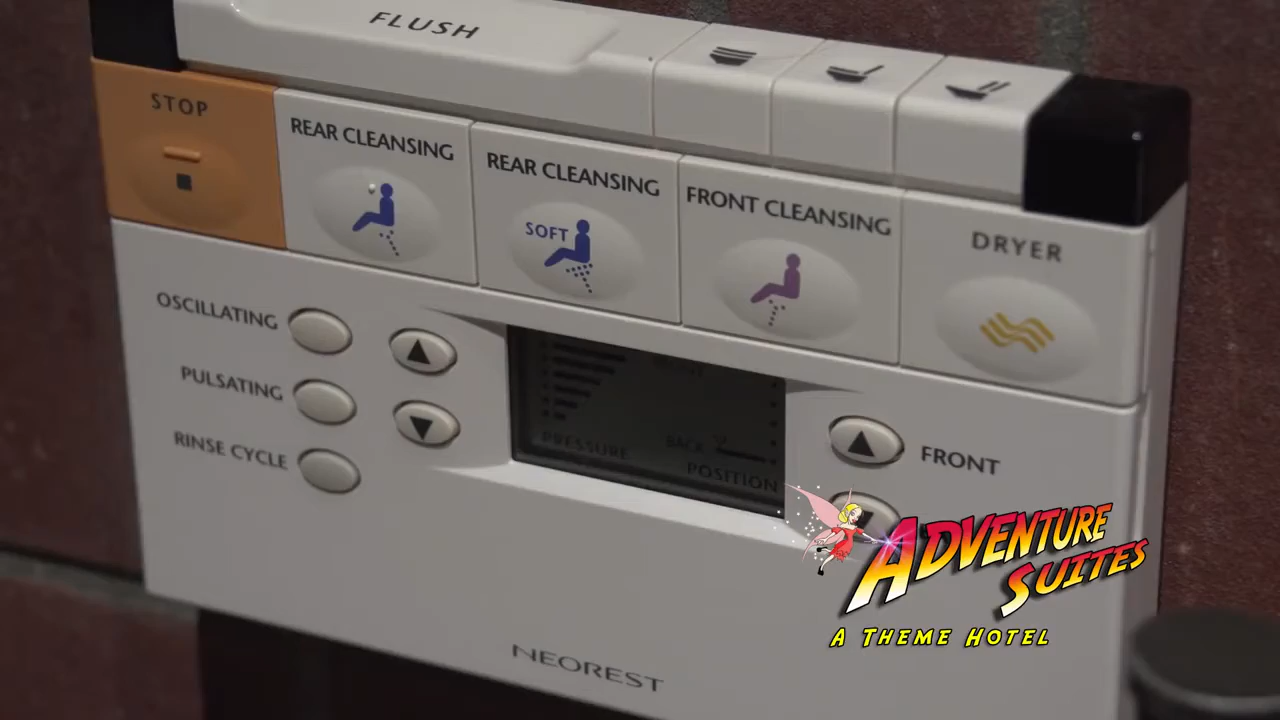 FLUSH
STOP
REAR CLEANSING
REAR CLEANSING
SOFT
FRONT CLEANSING
DRYER
OSCILLATING
PULSATING
RINSE CYCLE
PRESSURE
BACK
POSITION
FRONT
NEOREST
ADVENTURE
SUITES
A THEME HOTEL